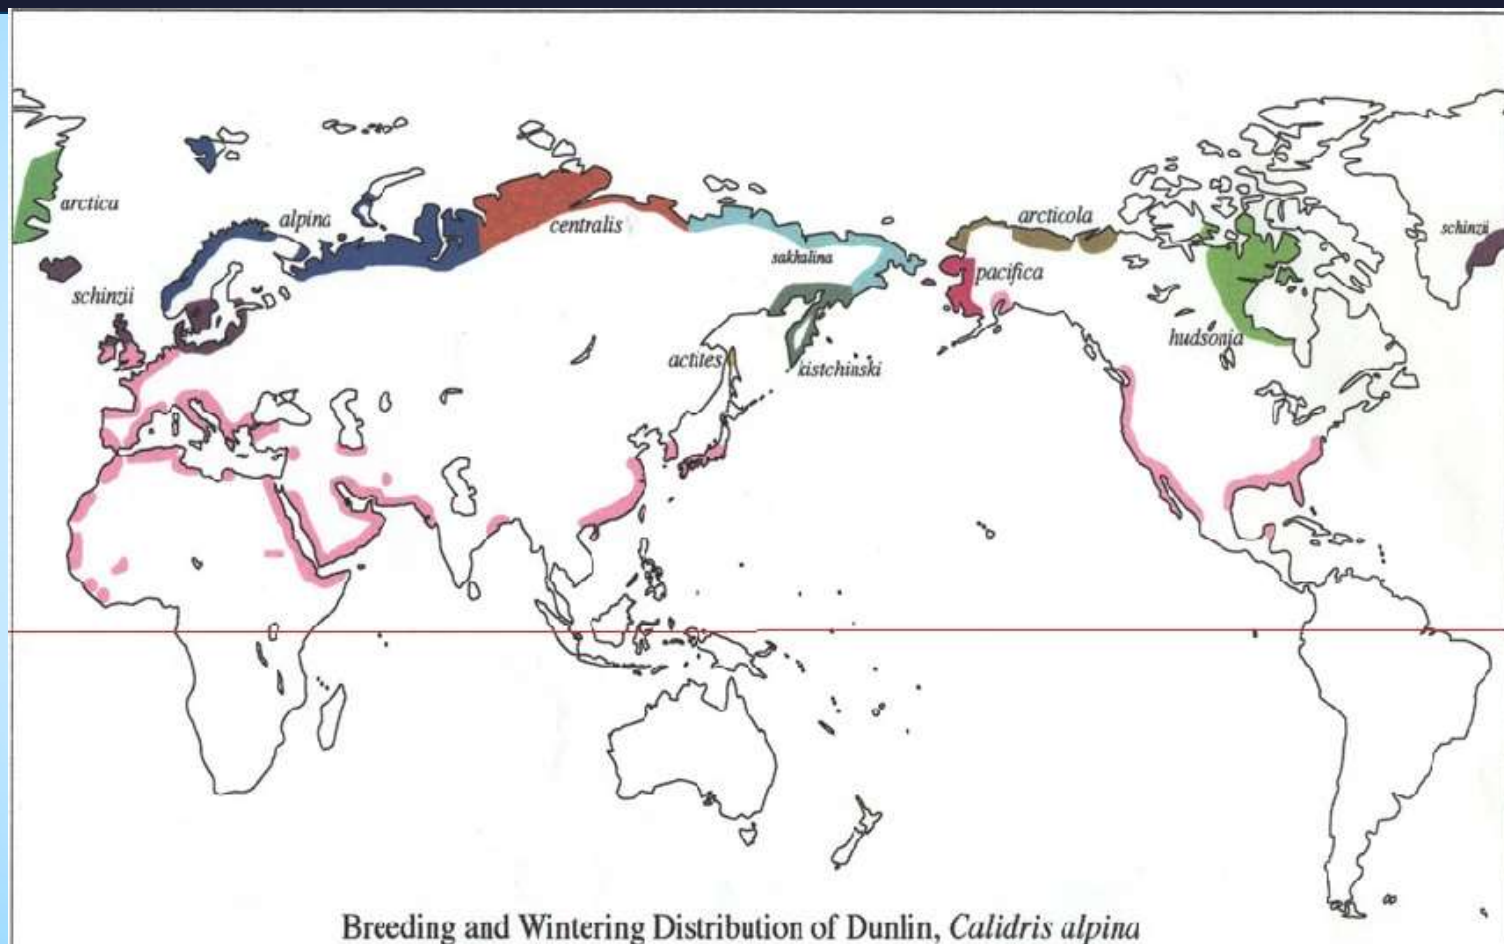 arctica
alpina
centralis
arcticola
schinzii
sakhalina
pacifica
schinzii
hudsonia
actites
kistchinski
Breeding and Wintering Distribution of Dunlin, Calidris alpina